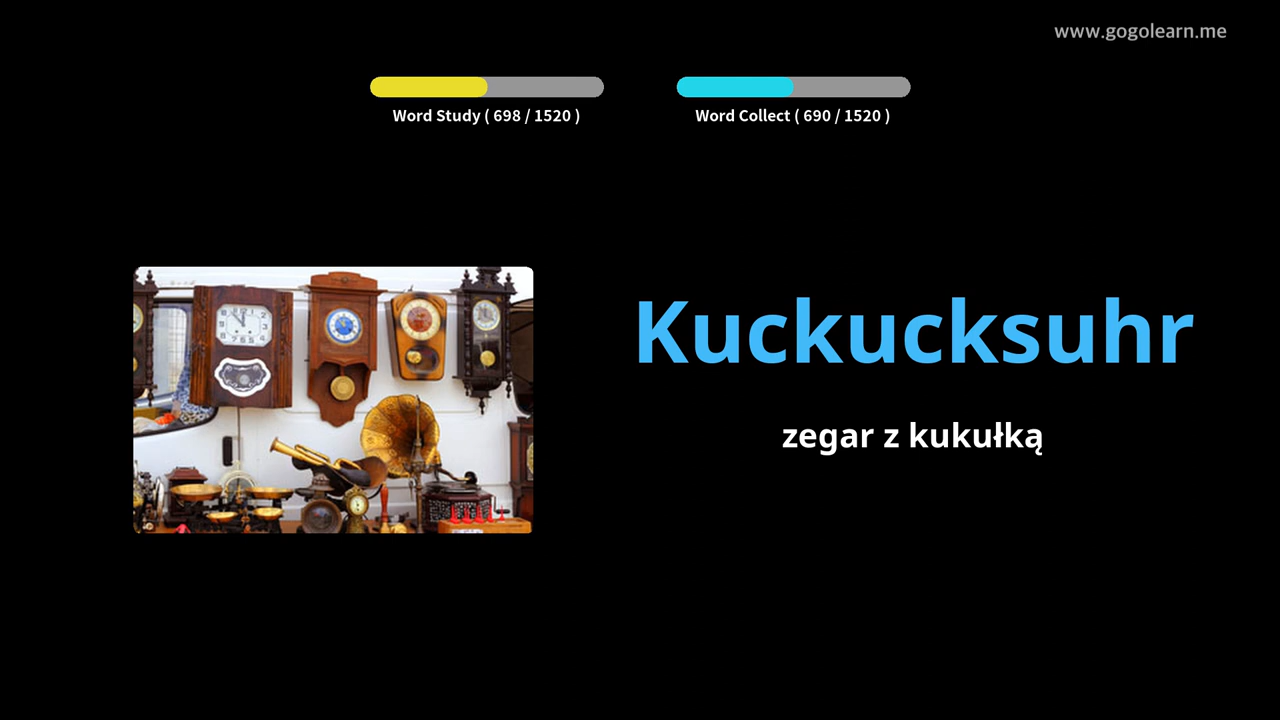 www.gogolearn.me
Word Study ( 698 / 1520 )
Word Collect ( 690 / 1520 )
Kuckucksuhr
zegar z kukułką